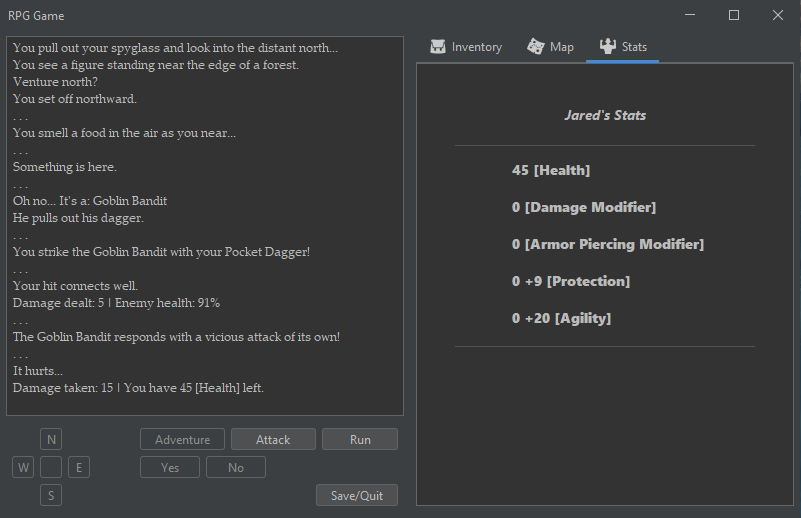 RPG Game
You pull out your spyglass and look into the distant north...
You see a figure standing near the edge of a forest.
Venture north?
You set off northward.
. . .
You smell a food in the air as you near...
. . .
Something is here.
. . .
Oh no... It's a: Goblin Bandit
He pulls out his dagger.
. . .
You strike the Goblin Bandit with your Pocket Dagger!
. . .
Your hit connects well.
Damage dealt: 5 | Enemy health: 91%
. . .
The Goblin Bandit responds with a vicious attack of its own!
. . .
It hurts...
Damage taken: 15 | You have 45 [Health] left.
N
W E
S
Adventure Attack Run
Yes No
Save/Quit
Inventory Map Stats
Jared's Stats
45 [Health]
0 [Damage Modifier]
0 [Armor Piercing Modifier]
0 +9 [Protection]
0 +20 [Agility]